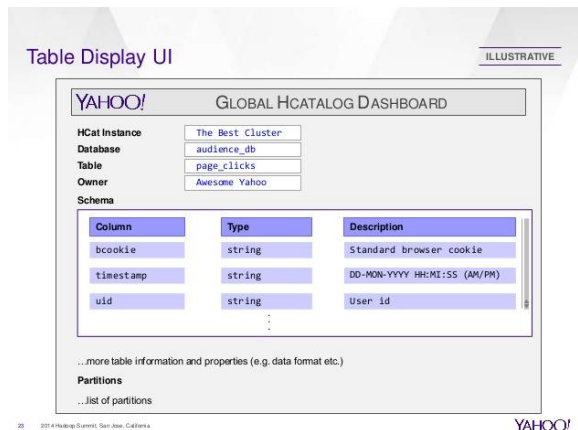 Table Display UI
ILLUSTRATIVE
YAHOO! GLOBAL HCATALOG DASHBOARD
HCat Instance The Best Cluster
Database audience_db
Table page_clicks
Owner Awesome Yahoo
Schema
Column Type Description
bcookie string Standard browser cookie
timestamp string DD-MON-YYYY HH:MI:SS (AM/PM)
uid string User id
...more table information and properties (e.g. data format etc.)
Partitions
...list of partitions
23 2014 Hadoop Summit, San Jose, California
YAHOO!